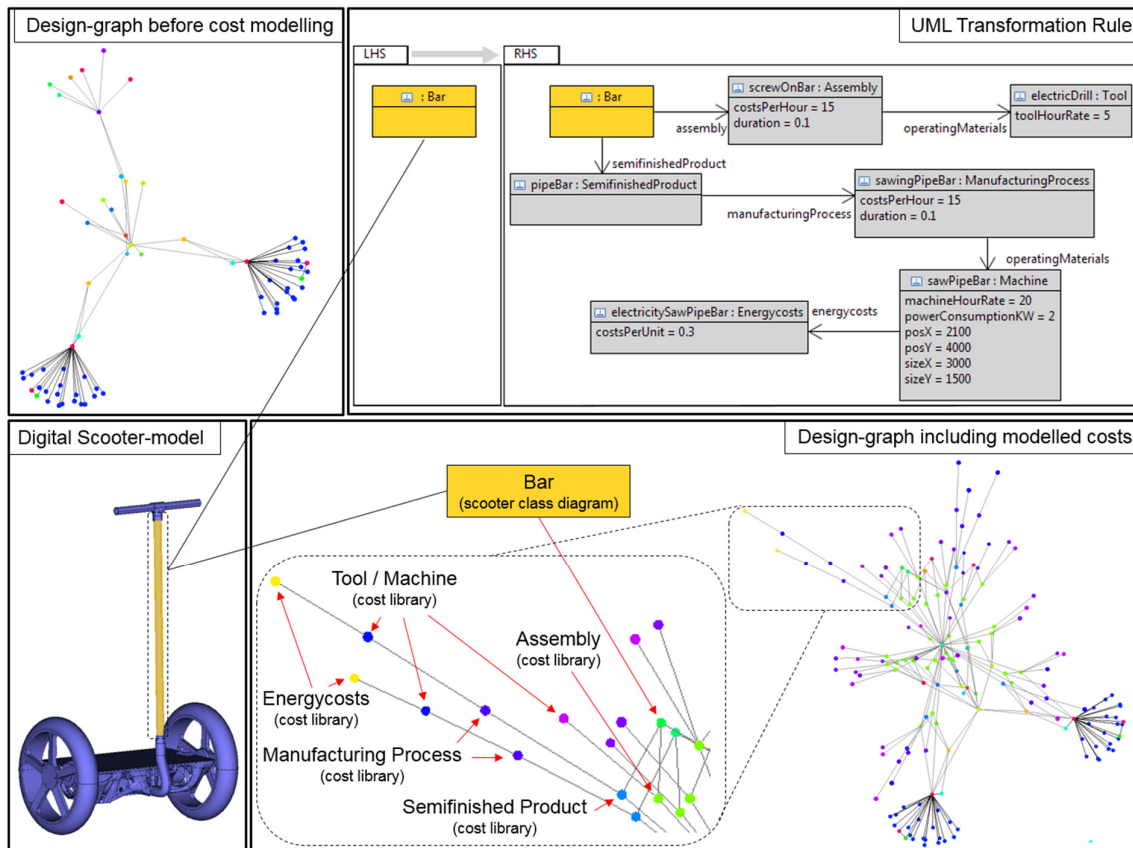 Design-graph before cost modelling
UML Transformation Rule
LHS
RHS
: Bar
: Bar
assembly
screwOnBar : Assembly
costsPerHour = 15
duration = 0.1
operatingMaterials
electricDrill : Tool
toolHourRate = 5
semifinishedProduct
pipeBar : SemifinishedProduct
manufacturingProcess
sawingPipeBar : ManufacturingProcess
costsPerHour = 15
duration = 0.1
operatingMaterials
sawPipeBar : Machine
machineHourRate = 20
powerConsumptionKW = 2
posX = 2100
posY = 4000
sizeX = 3000
sizeY = 1500
energycosts
electricitySawPipeBar : Energycosts
costsPerUnit = 0.3
Digital Scooter-model
Design-graph including modelled costs
Bar
(scooter class diagram)
Tool / Machine
(cost library)
Assembly
(cost library)
Energycosts
(cost library)
Manufacturing Process
(cost library)
Semifinished Product
(cost library)